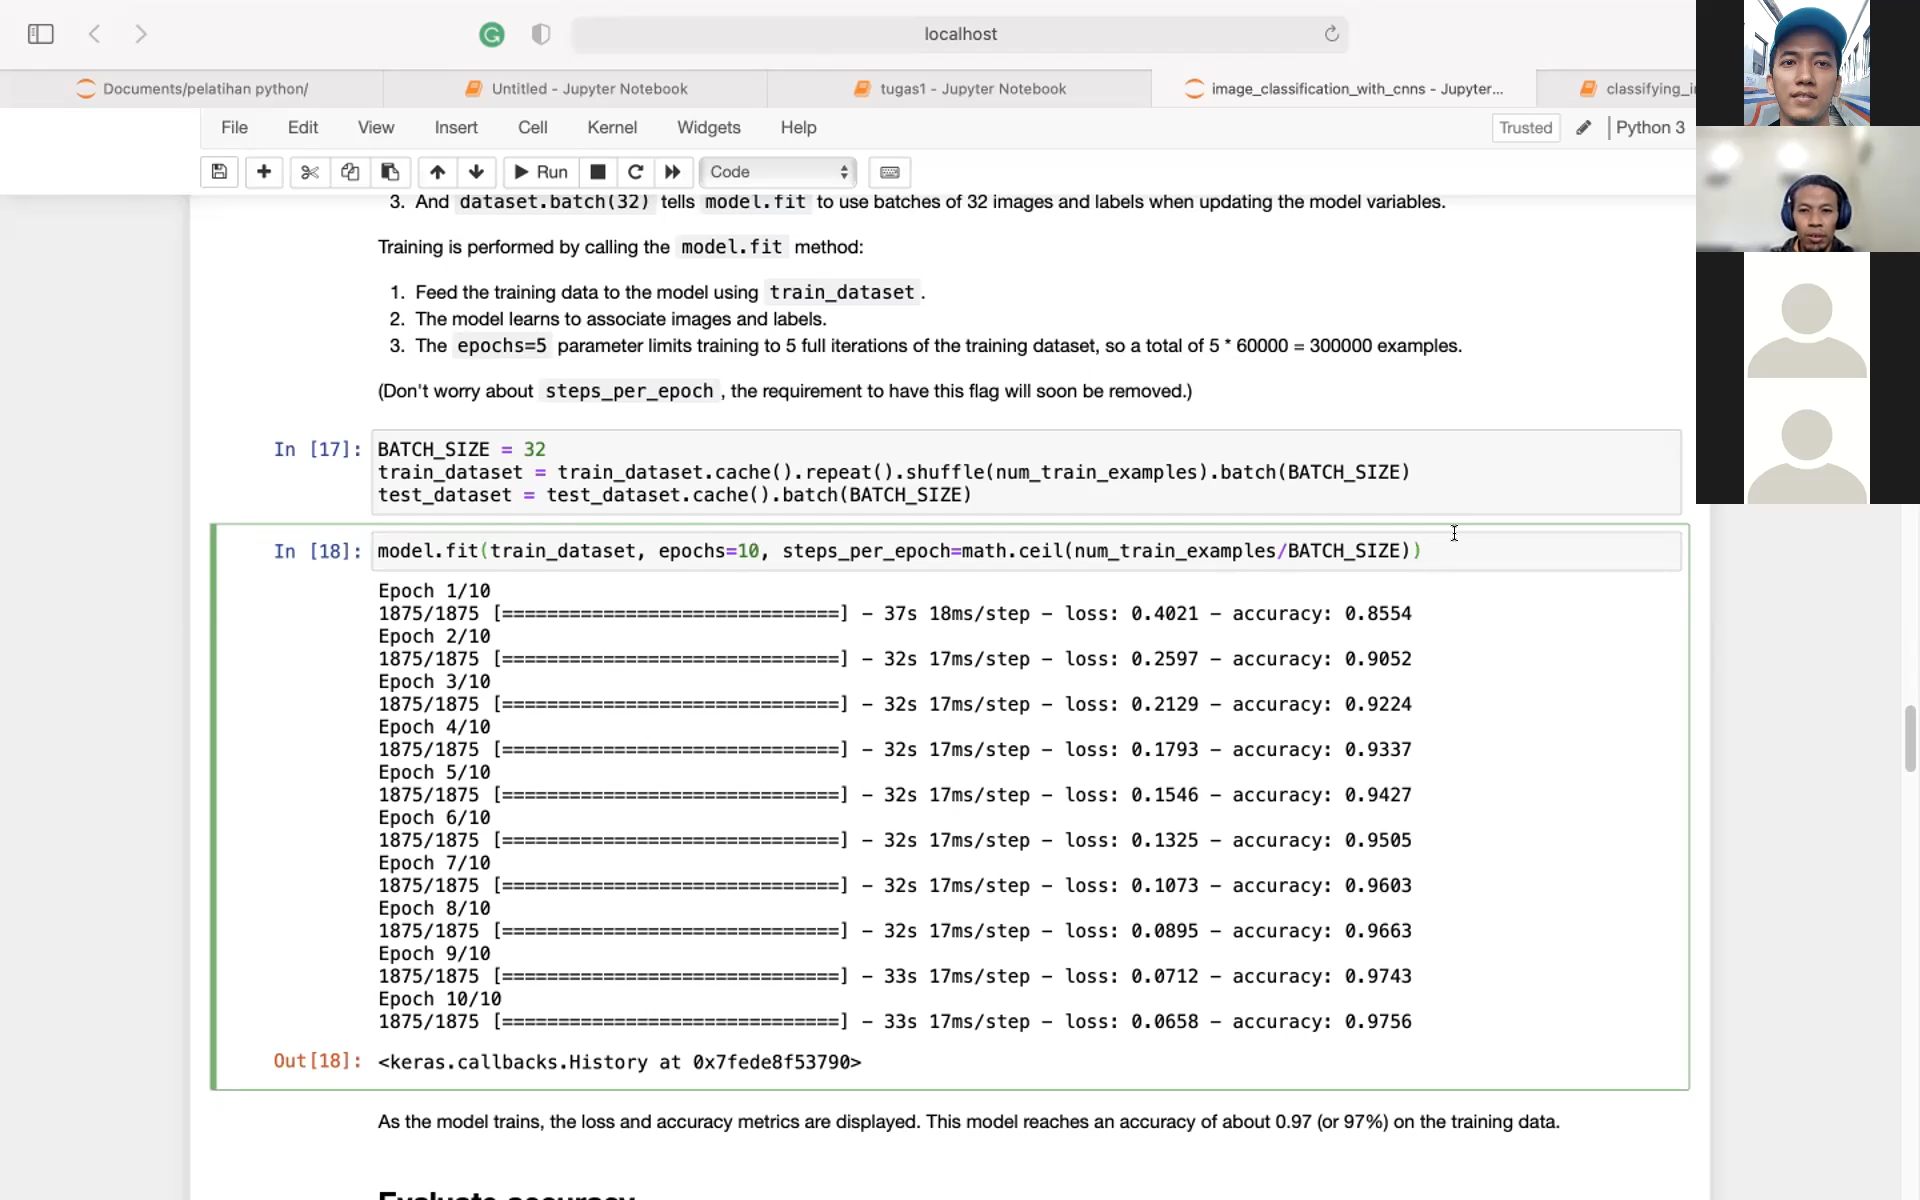 localhost
Documents/pelatihan python/
Untitled - Jupyter Notebook
tugas1 - Jupyter Notebook
image_classification_with_cnns - Jupyter...
File Edit View Insert Cell Kernel Widgets Help
Trusted
Python 3
Run
Code
3. And dataset.batch(32) tells model.fit to use batches of 32 images and labels when updating the model variables.
Training is performed by calling the model.fit method:
1. Feed the training data to the model using train_dataset.
2. The model learns to associate images and labels.
3. The epochs=5 parameter limits training to 5 full iterations of the training dataset, so a total of 5 * 60000 = 300000 examples.
(Don't worry about steps_per_epoch, the requirement to have this flag will soon be removed.)
In [17]: BATCH_SIZE = 32
train_dataset = train_dataset.cache().repeat().shuffle(num_train_examples).batch(BATCH_SIZE)
test_dataset = test_dataset.cache().batch(BATCH_SIZE)
In [18]: model.fit(train_dataset, epochs=10, steps_per_epoch=math.ceil(num_train_examples/BATCH_SIZE))
Epoch 1/10
1875/1875 [==============================] - 37s 18ms/step - loss: 0.4021 - accuracy: 0.8554
Epoch 2/10
1875/1875 [==============================] - 32s 17ms/step - loss: 0.2597 - accuracy: 0.9052
Epoch 3/10
1875/1875 [==============================] - 32s 17ms/step - loss: 0.2129 - accuracy: 0.9224
Epoch 4/10
1875/1875 [==============================] - 32s 17ms/step - loss: 0.1793 - accuracy: 0.9337
Epoch 5/10
1875/1875 [==============================] - 32s 17ms/step - loss: 0.1546 - accuracy: 0.9427
Epoch 6/10
1875/1875 [==============================] - 32s 17ms/step - loss: 0.1325 - accuracy: 0.9505
Epoch 7/10
1875/1875 [==============================] - 32s 17ms/step - loss: 0.1073 - accuracy: 0.9603
Epoch 8/10
1875/1875 [==============================] - 32s 17ms/step - loss: 0.0895 - accuracy: 0.9663
Epoch 9/10
1875/1875 [==============================] - 33s 17ms/step - loss: 0.0712 - accuracy: 0.9743
Epoch 10/10
1875/1875 [==============================] - 33s 17ms/step - loss: 0.0658 - accuracy: 0.9756
Out[18]: <keras.callbacks.History at 0x7fede8f53790>
As the model trains, the loss and accuracy metrics are displayed. This model reaches an accuracy of about 0.97 (or 97%) on the training data.
Evaluate accuracy